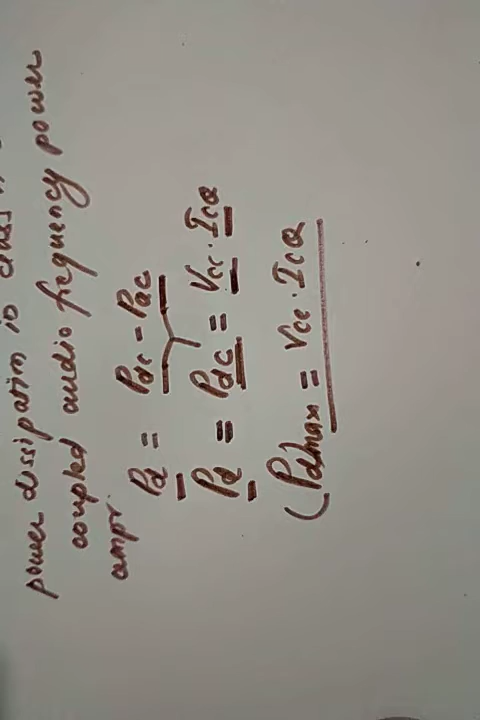 power dissipation in class
coupled audio frequency power
ampr.
Pd = Pdc - Pac
Pd = Pdc = Vcc . IcQ
(Pd)max = Vcc . IcQ